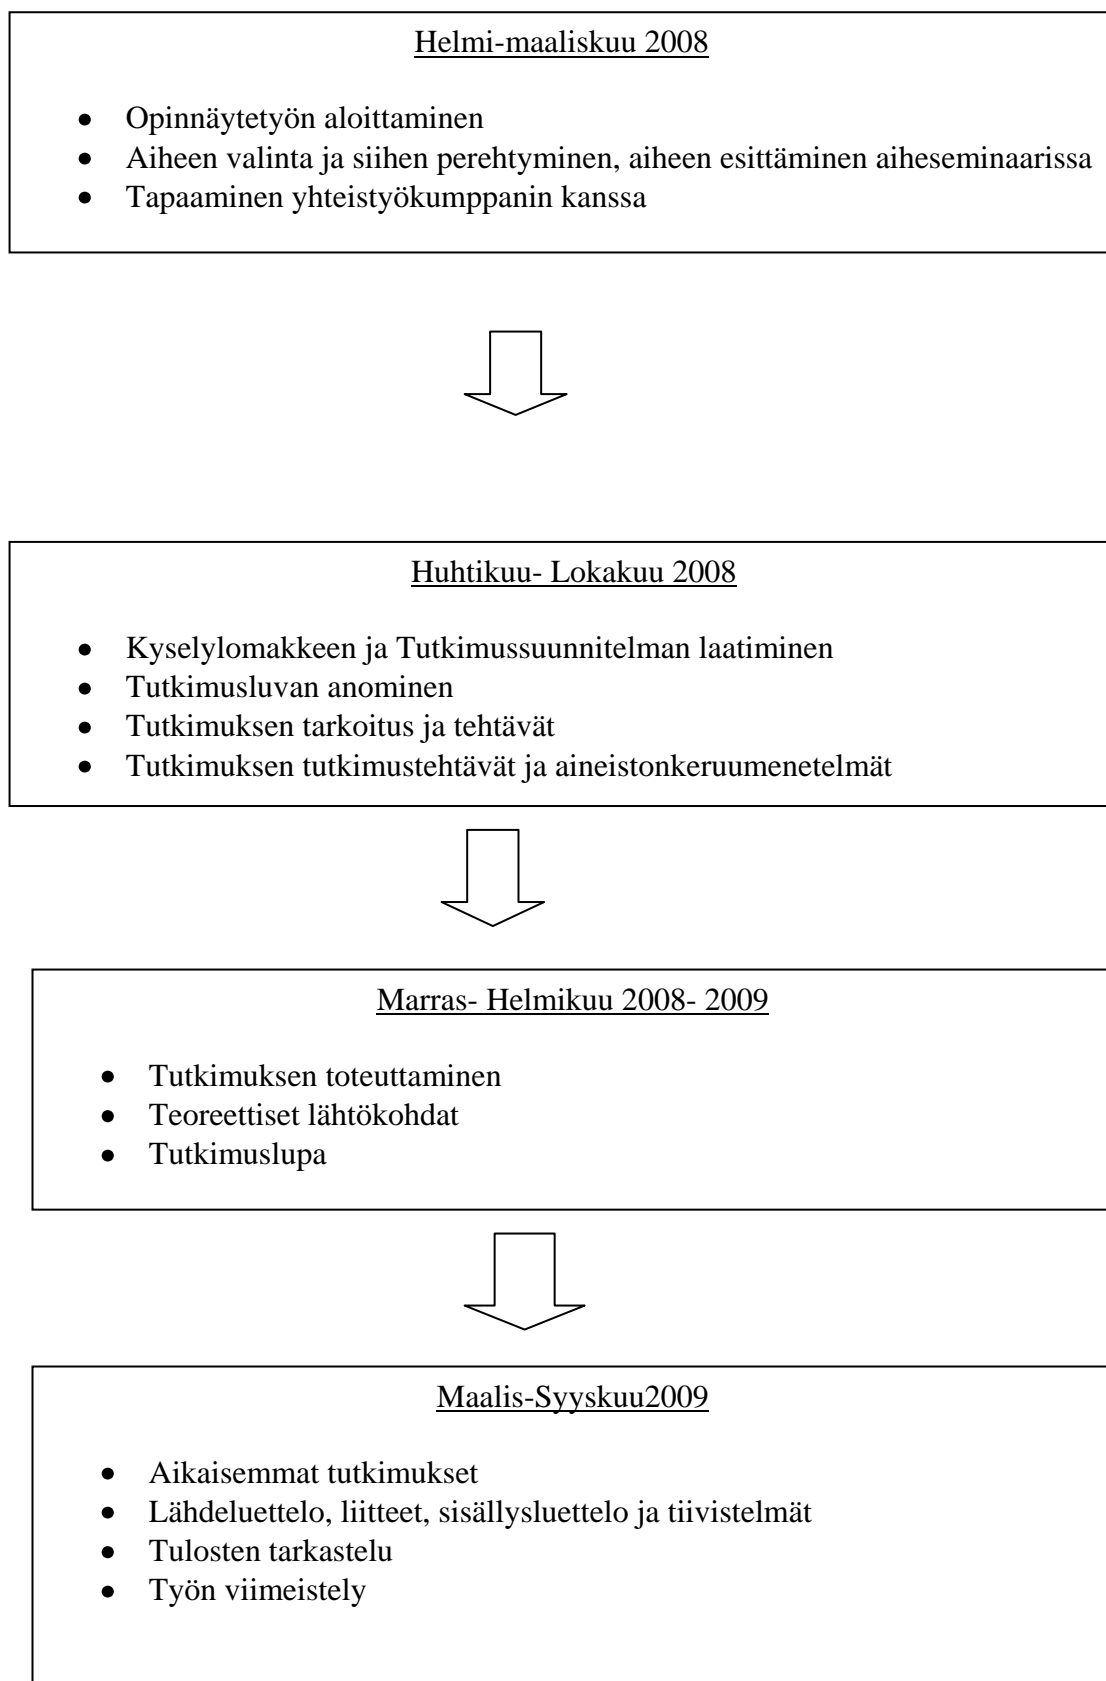 Helmi-maaliskuu 2008
• Opinnäytetyön aloittaminen
• Aiheen valinta ja siihen perehtyminen, aiheen esittäminen aiheseminaarissa
• Tapaaminen yhteistyökumppanin kanssa
Huhtikuu- Lokakuu 2008
• Kyselylomakkeen ja Tutkimussuunnitelman laatiminen
• Tutkimusluvan anominen
• Tutkimuksen tarkoitus ja tehtävät
• Tutkimuksen tutkimustehtävät ja aineistonkeruumenetelmät
Marras- Helmikuu 2008- 2009
• Tutkimuksen toteuttaminen
• Teoreettiset lähtökohdat
• Tutkimuslupa
Maalis-Syyskuu2009
• Aikaisemmat tutkimukset
• Lähdeluettelo, liitteet, sisällysluettelo ja tiivistelmät
• Tulosten tarkastelu
• Työn viimeistely